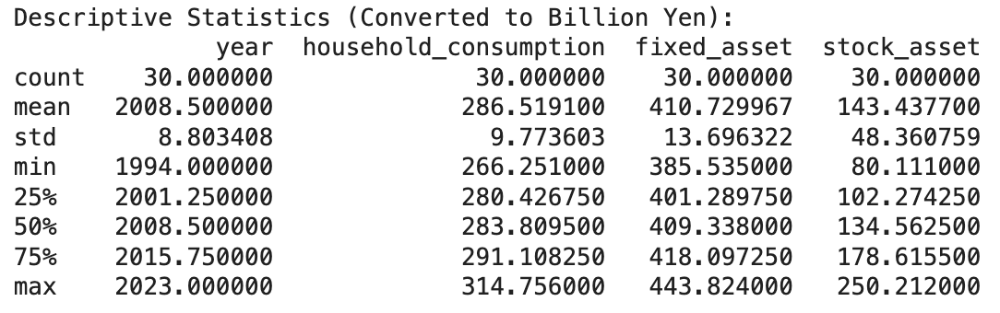 Descriptive Statistics (Converted to Billion Yen):
year household_consumption fixed_asset stock_asset
count 30.000000 30.000000 30.000000 30.000000
mean 2008.500000 286.519100 410.729967 143.437700
std 8.803408 9.773603 13.696322 48.360759
min 1994.000000 266.251000 385.535000 80.111000
25% 2001.250000 280.426750 401.289750 102.274250
50% 2008.500000 283.809500 409.338000 134.562500
75% 2015.750000 291.108250 418.097250 178.615500
max 2023.000000 314.756000 443.824000 250.212000